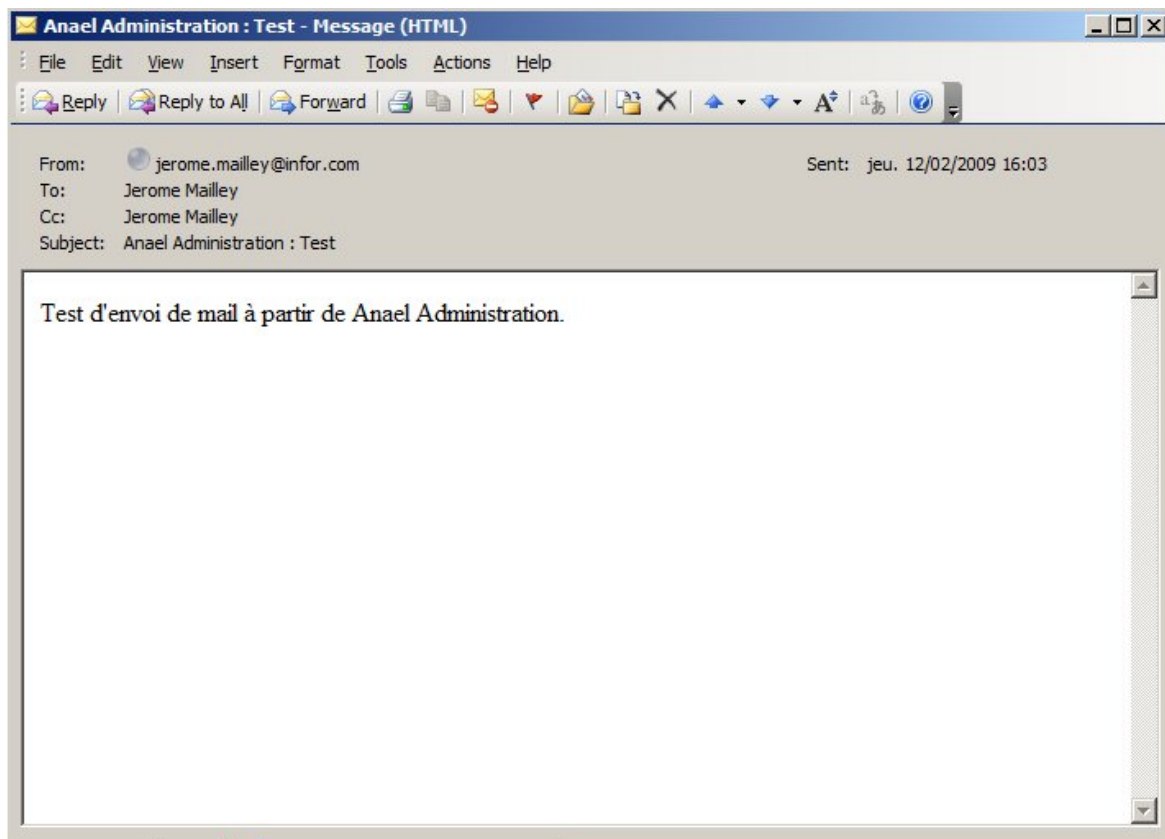 Anael Administration : Test - Message (HTML)
File Edit View Insert Format Tools Actions Help
Reply Reply to All Forward
From: jerome.mailley@infor.com Sent: jeu. 12/02/2009 16:03
To: Jerome Mailley
Cc: Jerome Mailley
Subject: Anael Administration : Test
Test d'envoi de mail à partir de Anael Administration.